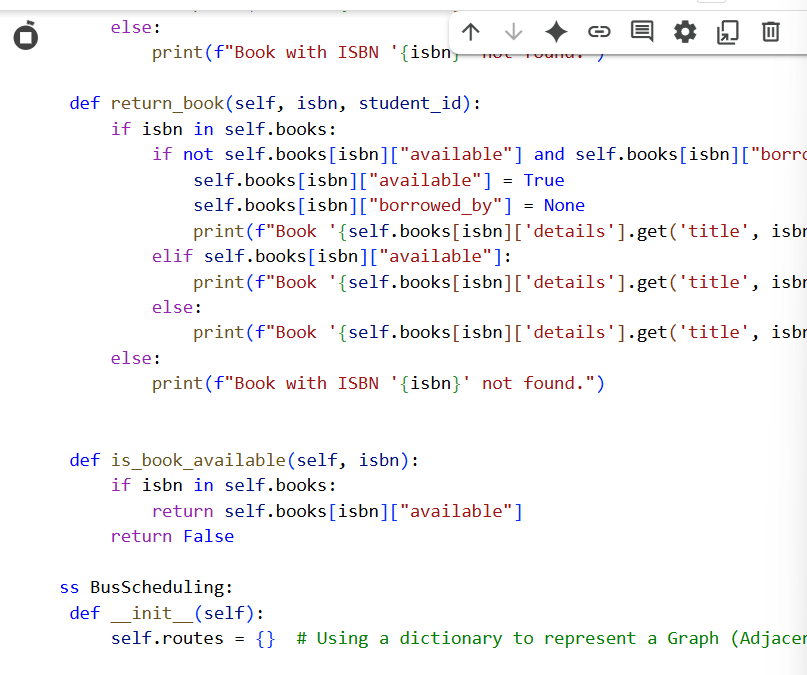 else:
print(f"Book with ISBN '{isbn}' not found.")
def return_book(self, isbn, student_id):
if isbn in self.books:
if not self.books[isbn]["available"] and self.books[isbn]["borro
self.books[isbn]["available"] = True
self.books[isbn]["borrowed_by"] = None
print(f"Book '{self.books[isbn]['details'].get('title', isbn
elif self.books[isbn]["available"]:
print(f"Book '{self.books[isbn]['details'].get('title', isbn
else:
print(f"Book '{self.books[isbn]['details'].get('title', isbn
else:
print(f"Book with ISBN '{isbn}' not found.")
def is_book_available(self, isbn):
if isbn in self.books:
return self.books[isbn]["available"]
return False
ss BusScheduling:
def __init__(self):
self.routes = {}  # Using a dictionary to represent a Graph (Adjacen